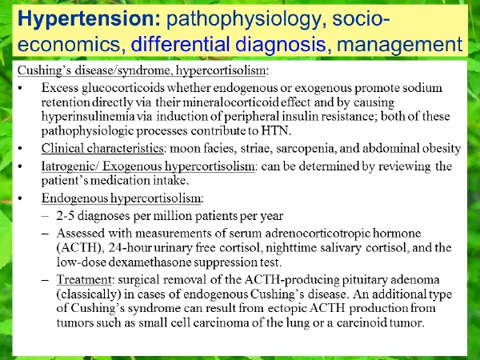 Hypertension: pathophysiology, socio-
economics, differential diagnosis, management
Cushing's disease/syndrome, hypercortisolism:
• Excess glucocorticoids whether endogenous or exogenous promote sodium
retention directly via their mineralocorticoid effect and by causing
hyperinsulinemia via induction of peripheral insulin resistance; both of these
pathophysiologic processes contribute to HTN.
• Clinical characteristics: moon facies, striae, sarcopenia, and abdominal obesity
• Iatrogenic/ Exogenous hypercortisolism: can be determined by reviewing the
patient's medication intake.
• Endogenous hypercortisolism:
– 2-5 diagnoses per million patients per year
– Assessed with measurements of serum adrenocorticotropic hormone
(ACTH), 24-hour urinary free cortisol, nighttime salivary cortisol, and the
low-dose dexamethasone suppression test.
– Treatment: surgical removal of the ACTH-producing pituitary adenoma
(classically) in cases of endogenous Cushing's disease. An additional type
of Cushing's syndrome can result from ectopic ACTH production from
tumors such as small cell carcinoma of the lung or a carcinoid tumor.